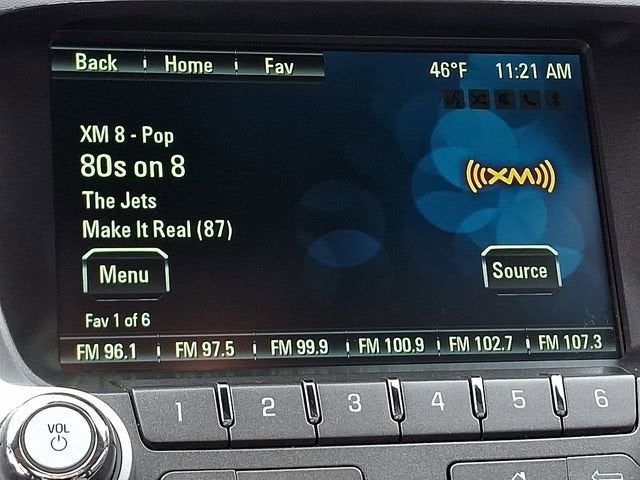 Back Home Fav 46°F 11:21 AM
XM 8 - Pop
80s on 8
XM
The Jets
Make It Real (87)
Menu Source
Fav 1 of 6
FM 96.1 FM 97.5 FM 99.9 FM 100.9 FM 102.7 FM 107.3
1 2 3 4 5 6
VOL